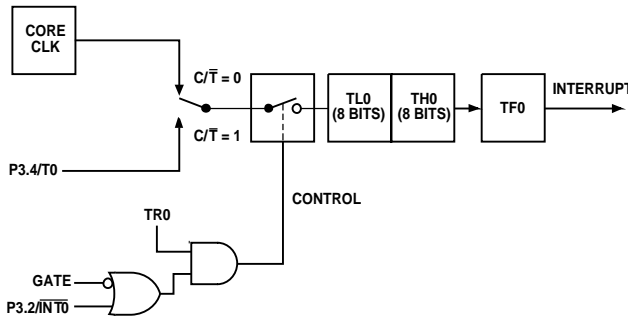 CORE
CLK
C/T̅ = 0
C/T̅ = 1
TL0
(8 BITS)
TH0
(8 BITS)
TF0
INTERRUPT
P3.4/T0
CONTROL
TR0
GATE
P3.2/I̅N̅T̅0̅